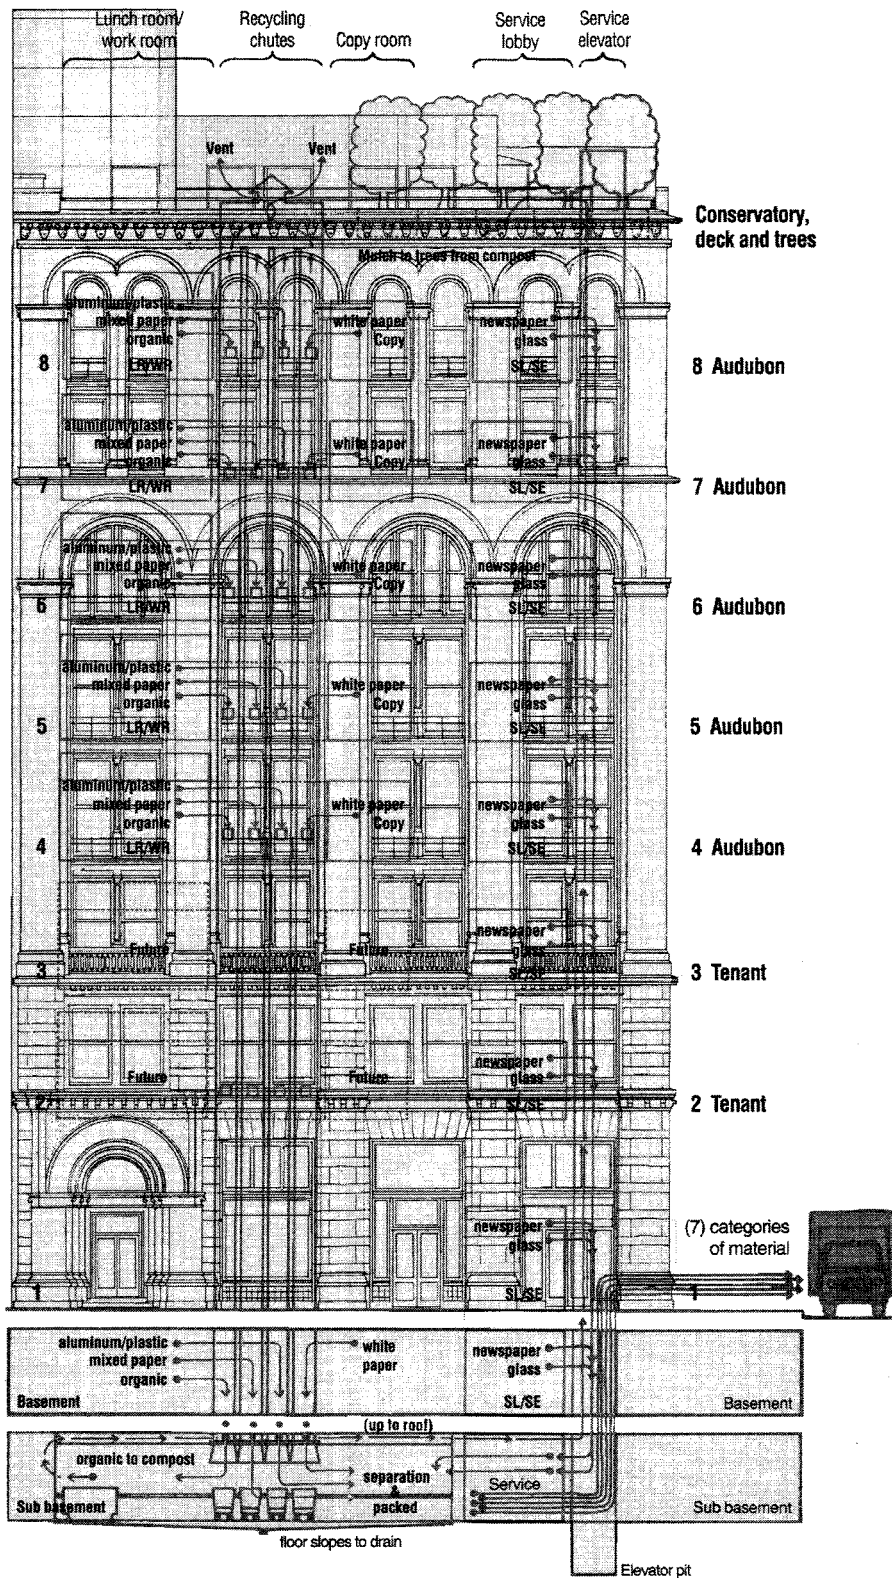 Lunch room/
work room
Recycling
chutes
Copy room
Service
lobby
Service
elevator
Vent
Vent
Conservatory,
deck and trees
Mulch to trees from compost
aluminum/plastic
mixed paper
organic
white paper
Copy
newspaper
glass
8
LR/WR
SL/SE
8 Audubon
aluminum/plastic
mixed paper
organic
white paper
Copy
newspaper
glass
7
LR/WR
SL/SE
7 Audubon
aluminum/plastic
mixed paper
organic
white paper
Copy
newspaper
glass
6
LR/WR
SL/SE
6 Audubon
aluminum/plastic
mixed paper
organic
white paper
Copy
newspaper
glass
5
LR/WR
SL/SE
5 Audubon
aluminum/plastic
mixed paper
organic
white paper
Copy
newspaper
glass
4
LR/WR
SL/SE
4 Audubon
newspaper
glass
Future
Future
3
SL/SE
3 Tenant
newspaper
glass
Future
Future
2
SL/SE
2 Tenant
newspaper
glass
(7) categories
of material
1
SL/SE
1
aluminum/plastic
mixed paper
organic
white
paper
newspaper
glass
Basement
SL/SE
Basement
(up to roof)
organic to compost
separation
&
packed
Service
Sub basement
Sub basement
floor slopes to drain
Elevator pit